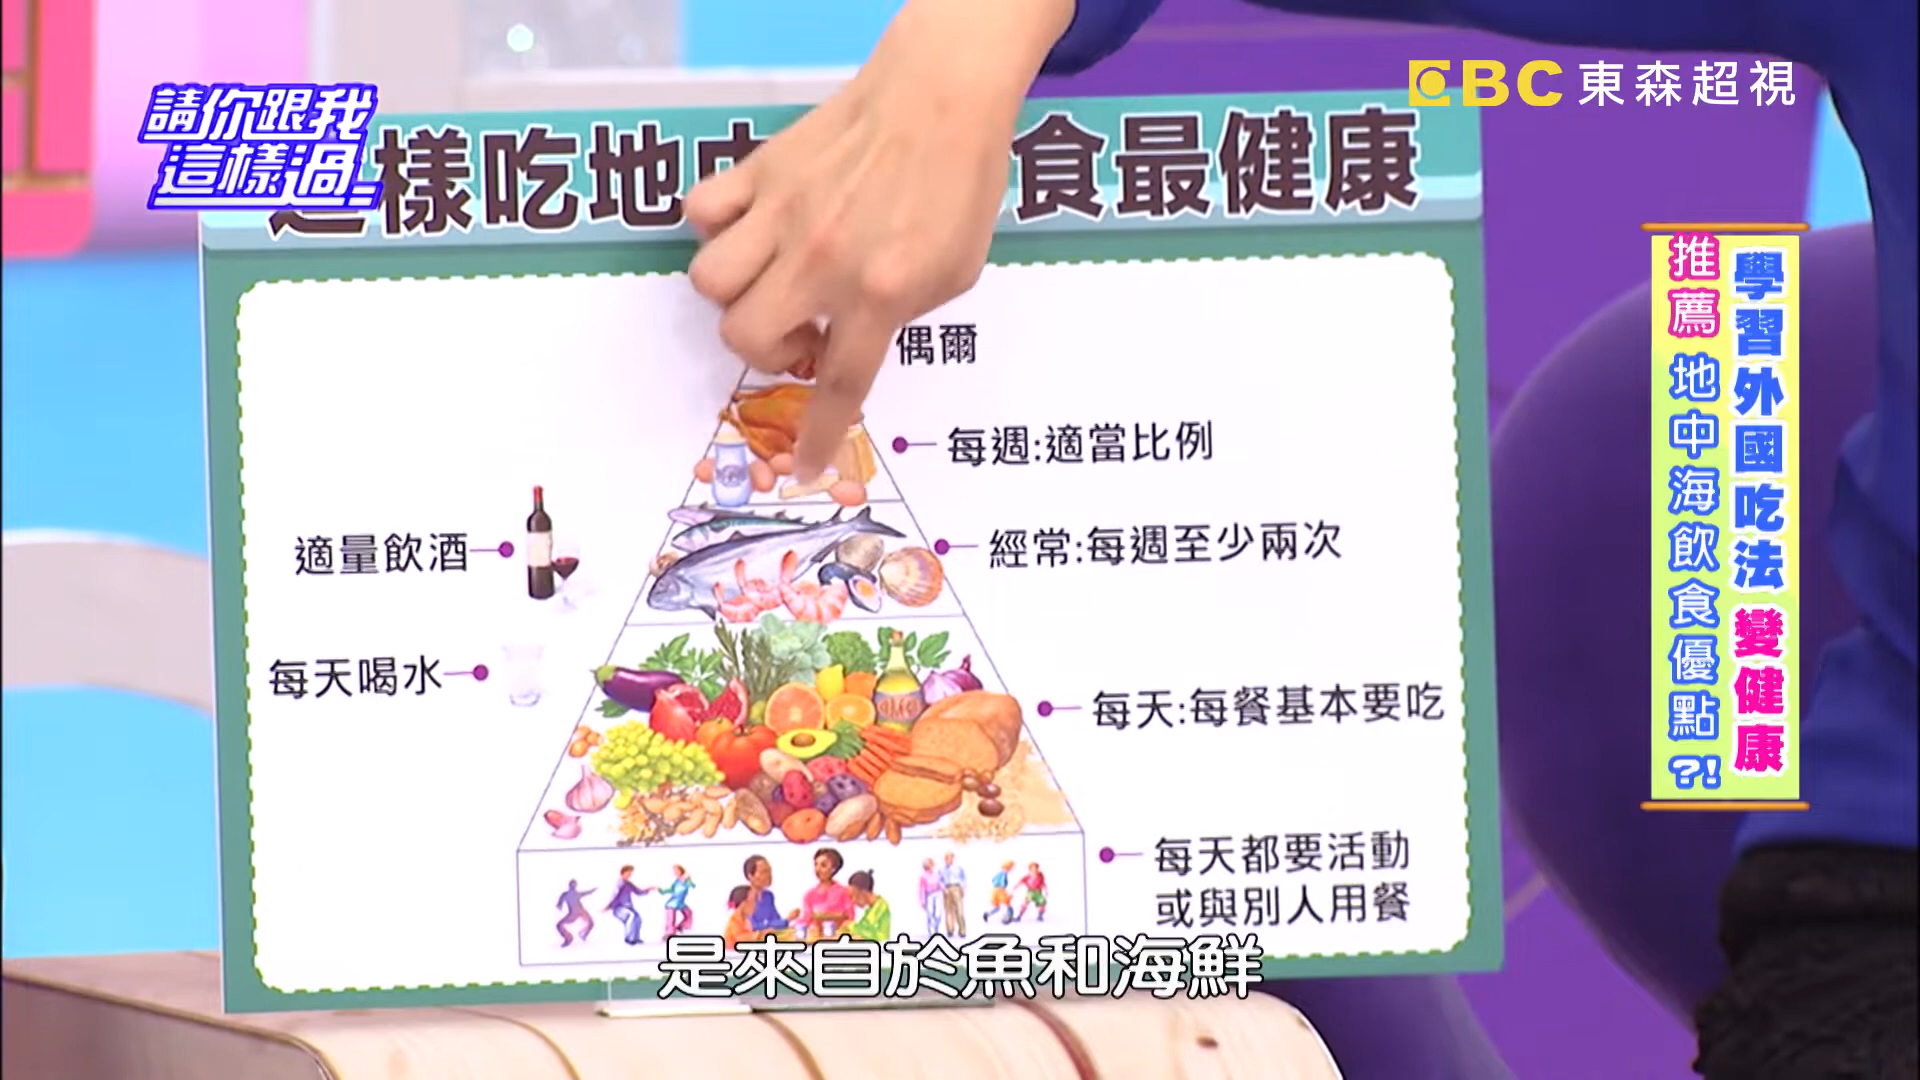 請你跟我
這樣過
EBC 東森超視
樣吃地中 食最健康
偶爾
每週:適當比例
適量飲酒
經常:每週至少兩次
每天喝水
每天:每餐基本要吃
每天都要活動
或與別人用餐
學習外國吃法 變健康
推薦 地中海飲食優點?!
是來自於魚和海鮮